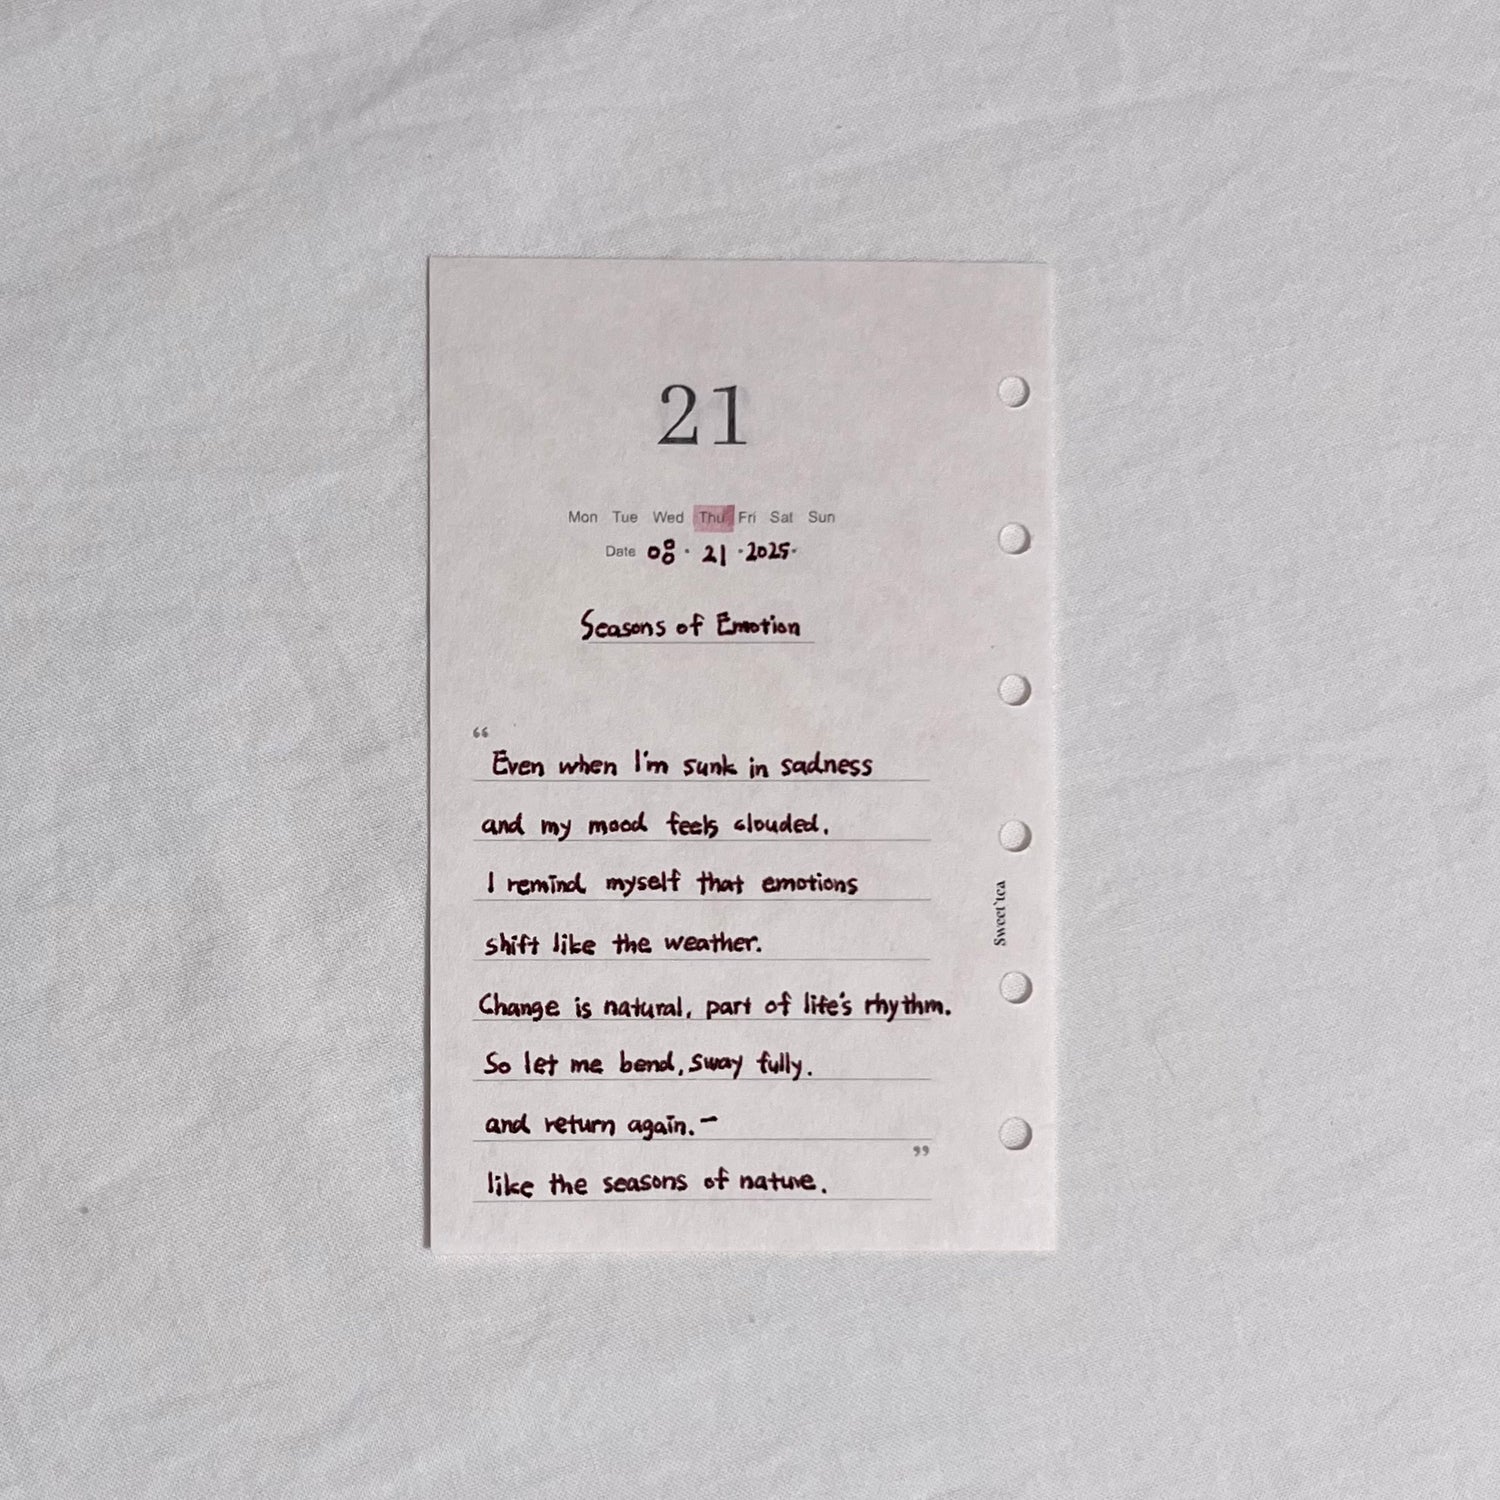 21
Mon Tue Wed Thu Fri Sat Sun
Date 08 · 21 · 2025·
Seasons of Emotion
“
Even when I'm sunk in sadness
and my mood feels clouded,
I remind myself that emotions
shift like the weather.
Change is natural, part of life's rhythm.
So let me bend, sway fully.
and return again. –
”
like the seasons of nature.
Sweet'tea